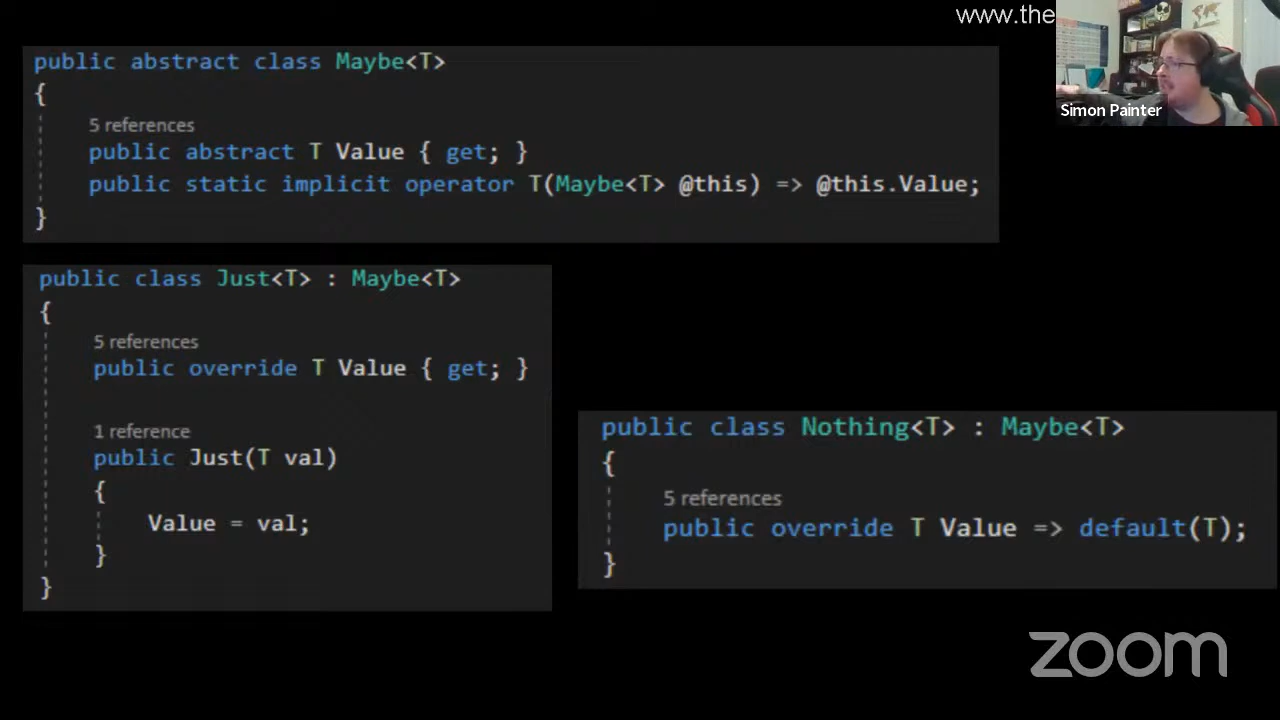 www.the
public abstract class Maybe<T>
{
5 references
public abstract T Value { get; }
public static implicit operator T(Maybe<T> @this) => @this.Value;
}
Simon Painter
public class Just<T> : Maybe<T>
{
5 references
public override T Value { get; }
1 reference
public Just(T val)
{
Value = val;
}
}
public class Nothing<T> : Maybe<T>
{
5 references
public override T Value => default(T);
}
zoom